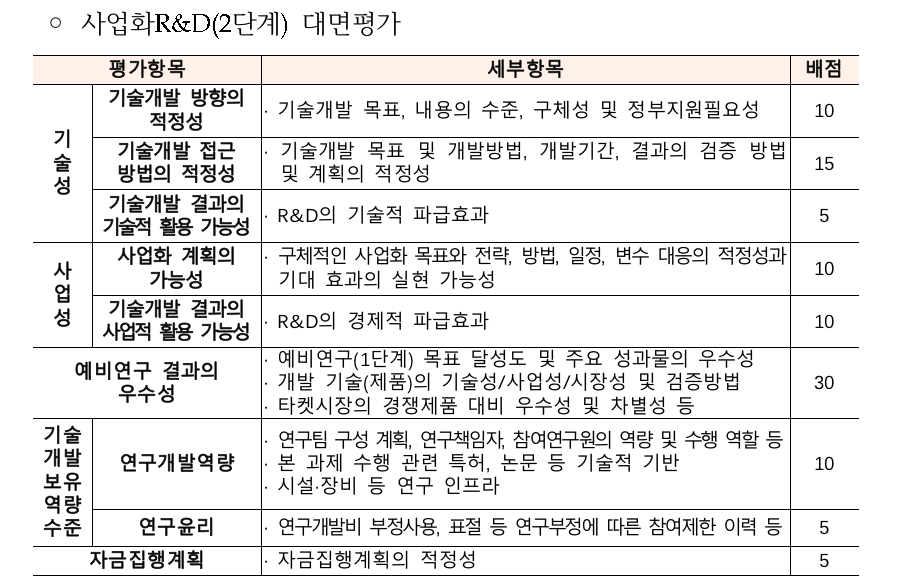 ○ 사업화R&D(2단계) 대면평가
평가항목 세부항목 배점
기술성
기술개발 방향의
적정성
· 기술개발 목표, 내용의 수준, 구체성 및 정부지원필요성
10
기술개발 접근
방법의 적정성
· 기술개발 목표 및 개발방법, 개발기간, 결과의 검증 방법
및 계획의 적정성
15
기술개발 결과의
기술적 활용 가능성
· R&D의 기술적 파급효과
5
사업성
사업화 계획의
가능성
· 구체적인 사업화 목표와 전략, 방법, 일정, 변수 대응의 적정성과
기대 효과의 실현 가능성
10
기술개발 결과의
사업적 활용 가능성
· R&D의 경제적 파급효과
10
예비연구 결과의
우수성
· 예비연구(1단계) 목표 달성도 및 주요 성과물의 우수성
· 개발 기술(제품)의 기술성/사업성/시장성 및 검증방법
· 타켓시장의 경쟁제품 대비 우수성 및 차별성 등
30
기술
개발
보유
역량
수준
연구개발역량
· 연구팀 구성 계획, 연구책임자, 참여연구원의 역량 및 수행 역할 등
· 본 과제 수행 관련 특허, 논문 등 기술적 기반
· 시설·장비 등 연구 인프라
10
연구윤리
· 연구개발비 부정사용, 표절 등 연구부정에 따른 참여제한 이력 등
5
자금집행계획
· 자금집행계획의 적정성
5